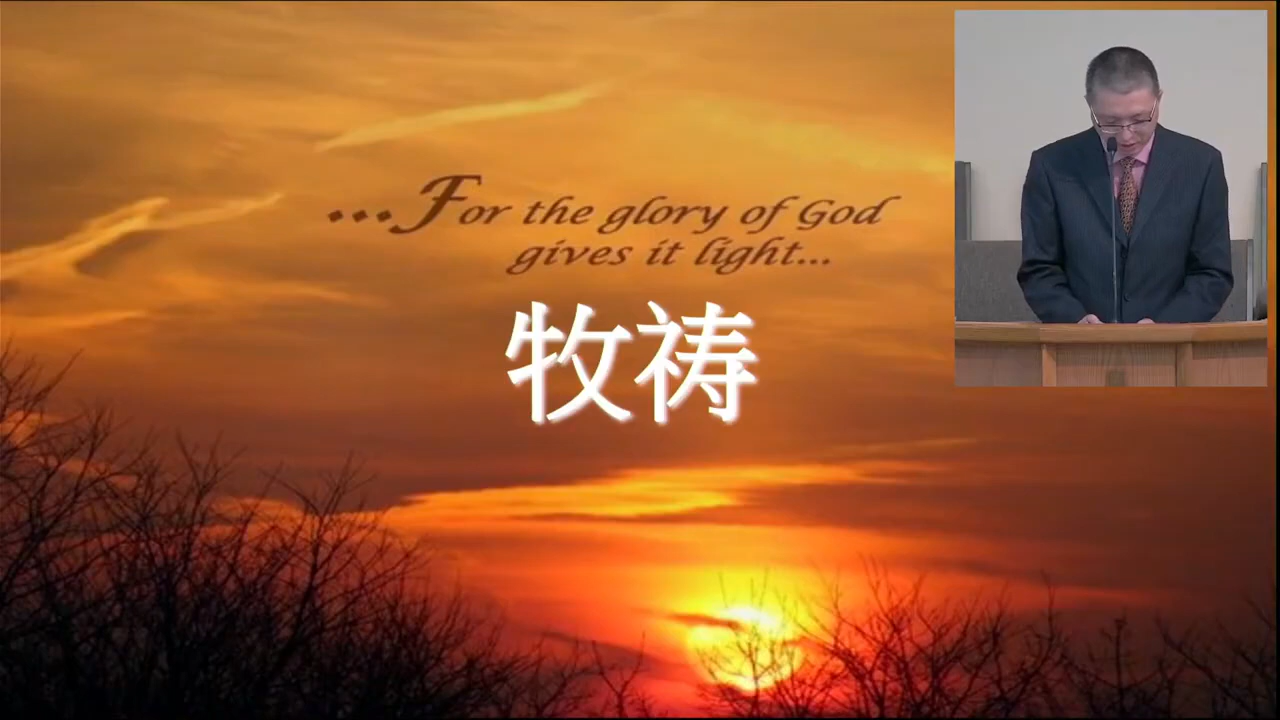 ...For the glory of God
gives it light...
牧祷